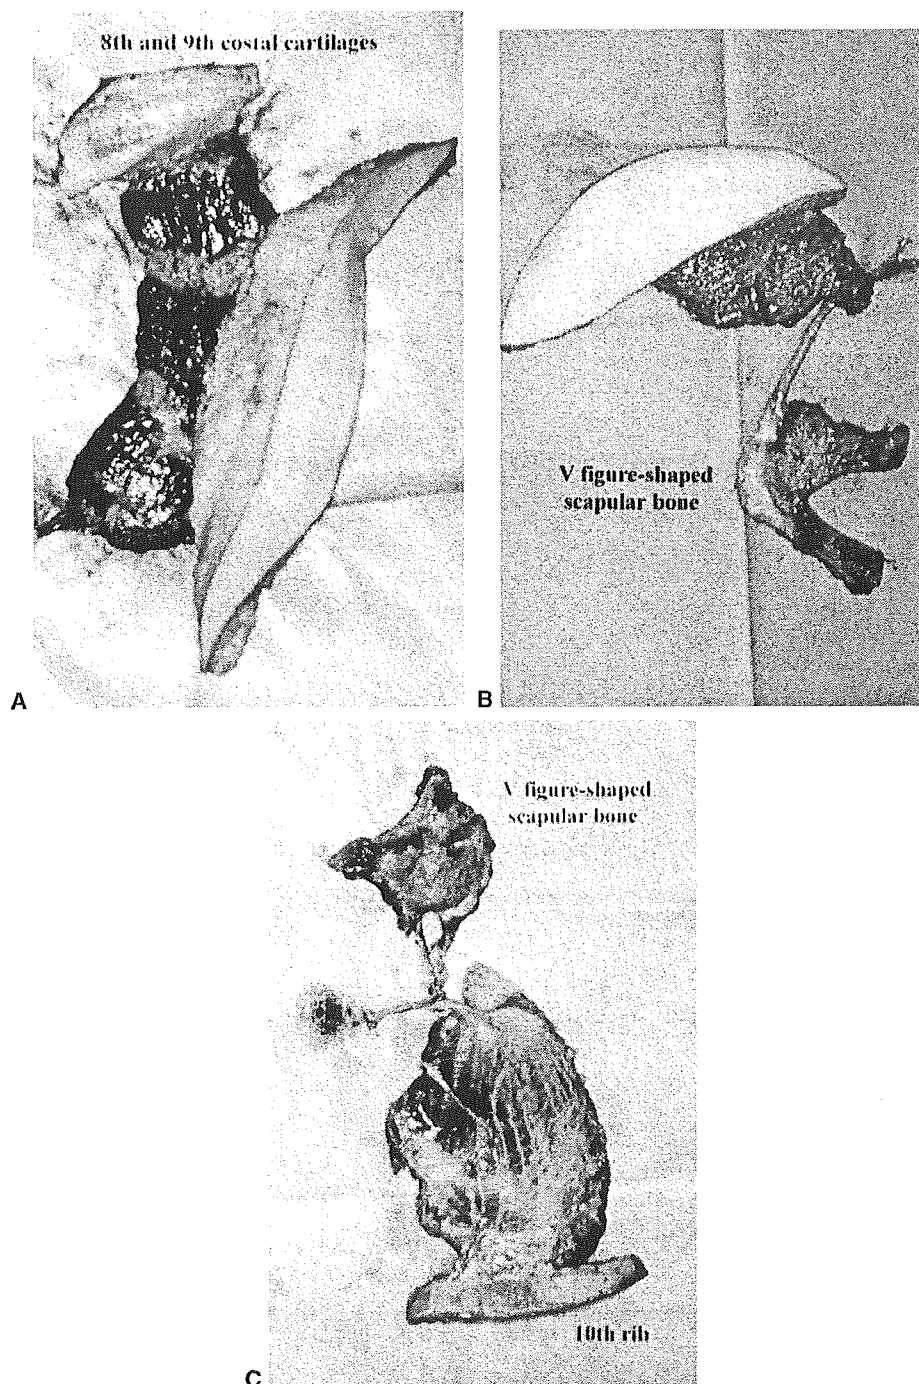 8th and 9th costal cartilages
A
V figure-shaped
scapular bone
B
V figure-shaped
scapular bone
10th rib
C